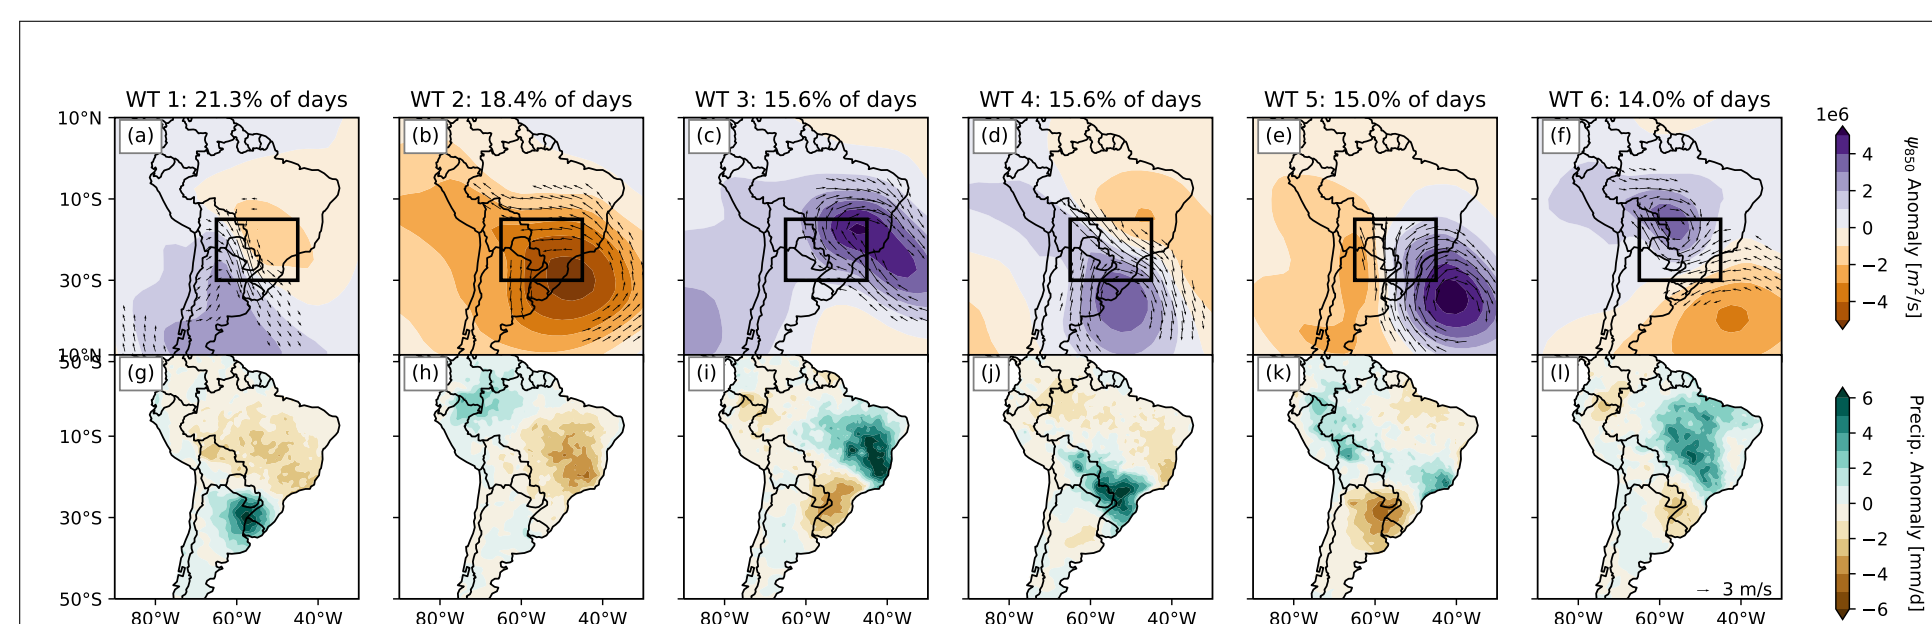 WT 1: 21.3% of days
WT 2: 18.4% of days
WT 3: 15.6% of days
WT 4: 15.6% of days
WT 5: 15.0% of days
WT 6: 14.0% of days
10°N
10°S
30°S
50°S
(a)
(b)
(c)
(d)
(e)
(f)
1e6
4
2
0
−2
−4
ψ850 Anomaly [m²/s]
10°N
10°S
30°S
50°S
(g)
(h)
(i)
(j)
(k)
(l)
3 m/s
6
4
2
0
−2
−4
−6
Precip. Anomaly [mm/d]
80°W 60°W 40°W
80°W 60°W 40°W
80°W 60°W 40°W
80°W 60°W 40°W
80°W 60°W 40°W
80°W 60°W 40°W